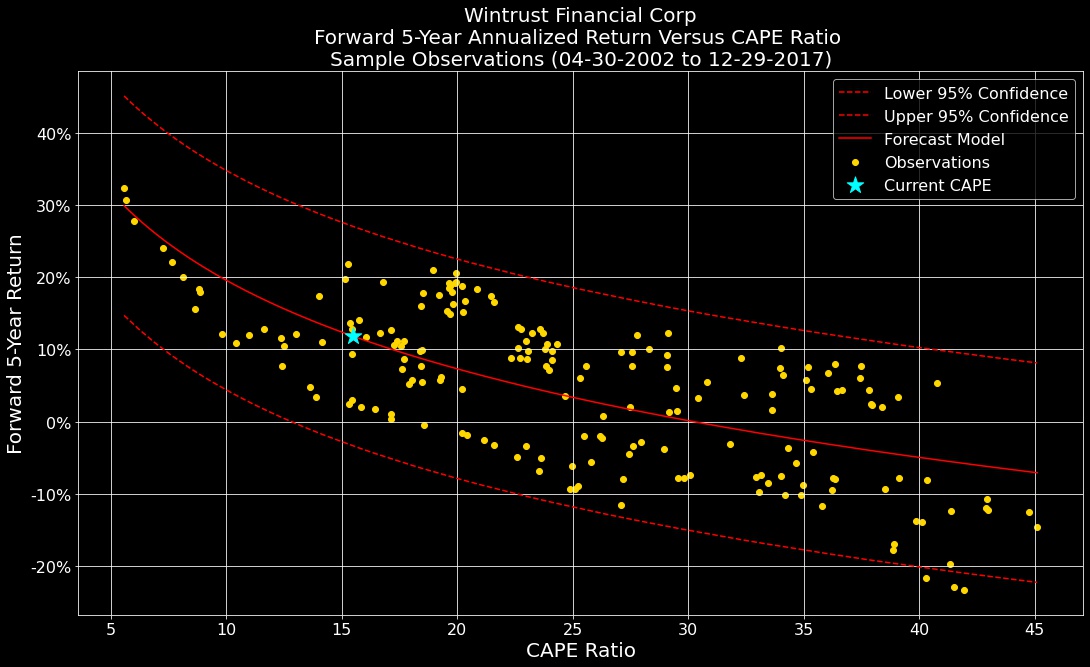 Wintrust Financial Corp
Forward 5-Year Annualized Return Versus CAPE Ratio
Sample Observations (04-30-2002 to 12-29-2017)
Lower 95% Confidence
Upper 95% Confidence
Forecast Model
Observations
Current CAPE
Forward 5-Year Return
40%
30%
20%
10%
0%
-10%
-20%
5 10 15 20 25 30 35 40 45
CAPE Ratio